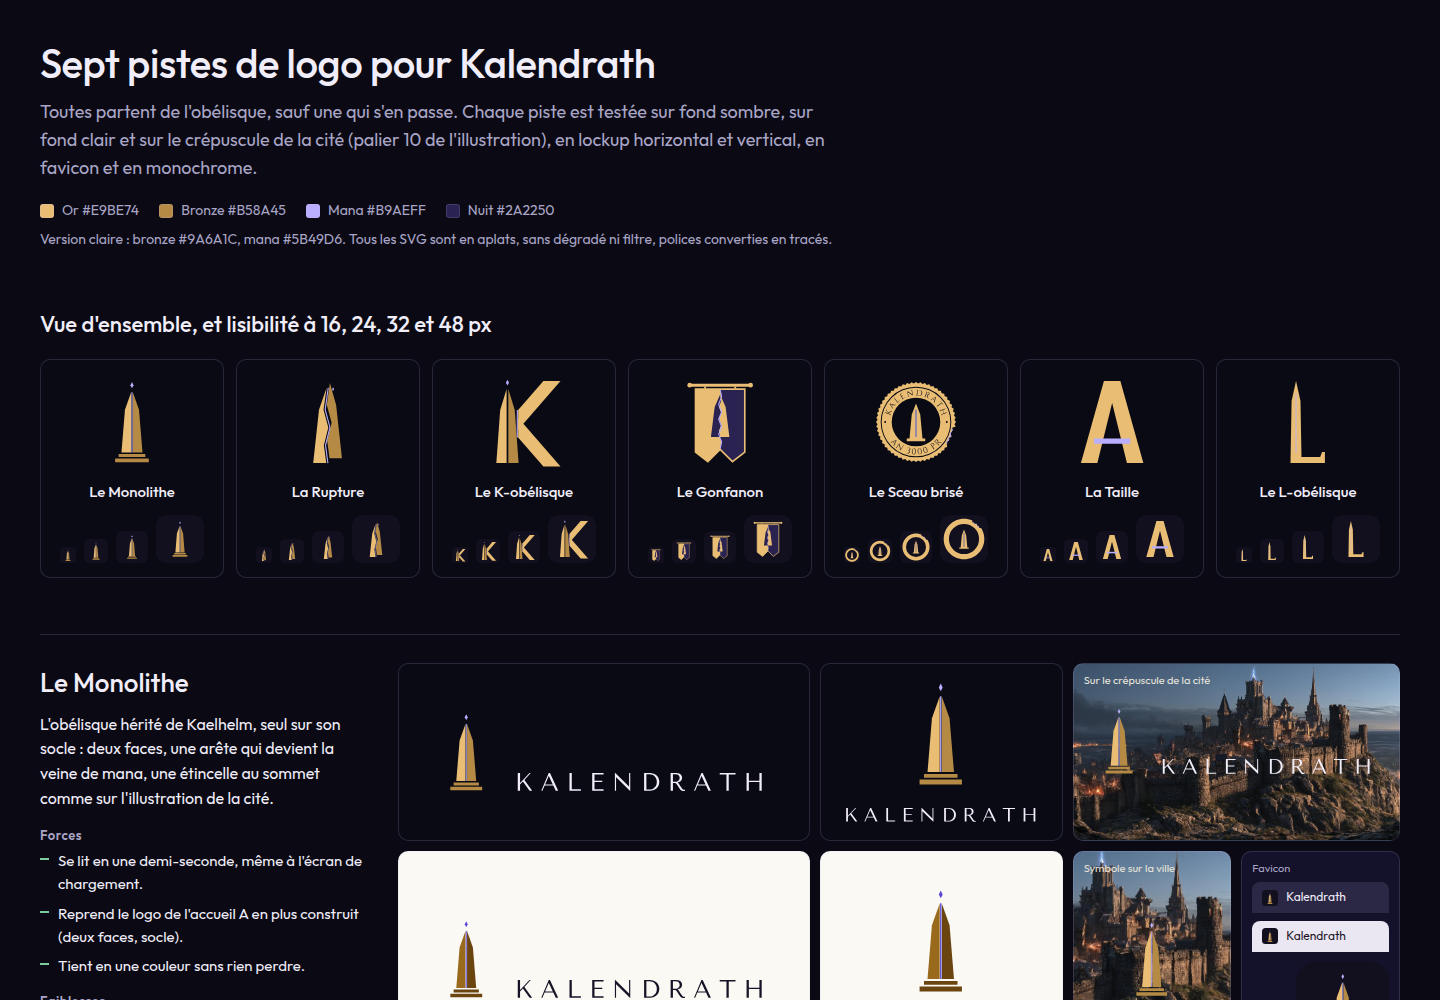 Sept pistes de logo pour Kalendrath
Toutes partent de l'obélisque, sauf une qui s'en passe. Chaque piste est testée sur fond sombre, sur
fond clair et sur le crépuscule de la cité (palier 10 de l'illustration), en lockup horizontal et vertical, en
favicon et en monochrome.
Or #E9BE74
Bronze #B58A45
Mana #B9AEFF
Nuit #2A2250
Version claire : bronze #9A6A1C, mana #5B49D6. Tous les SVG sont en aplats, sans dégradé ni filtre, polices converties en tracés.
Vue d'ensemble, et lisibilité à 16, 24, 32 et 48 px
K
KALENDRATH
AN 3000 PR
A
L
Le Monolithe
La Rupture
Le K-obélisque
Le Gonfanon
Le Sceau brisé
La Taille
Le L-obélisque
K K K K
A A A A
L L L L
Le Monolithe
L'obélisque hérité de Kaelhelm, seul sur son
socle : deux faces, une arête qui devient la
veine de mana, une étincelle au sommet
comme sur l'illustration de la cité.
Forces
Se lit en une demi-seconde, même à l'écran de
chargement.
Reprend le logo de l'accueil A en plus construit
(deux faces, socle).
Tient en une couleur sans rien perdre.
Faiblesses
KALENDRATH
KALENDRATH
Sur le crépuscule de la cité
KALENDRATH
KALENDRATH
Symbole sur la ville
Favicon
Kalendrath
Kalendrath